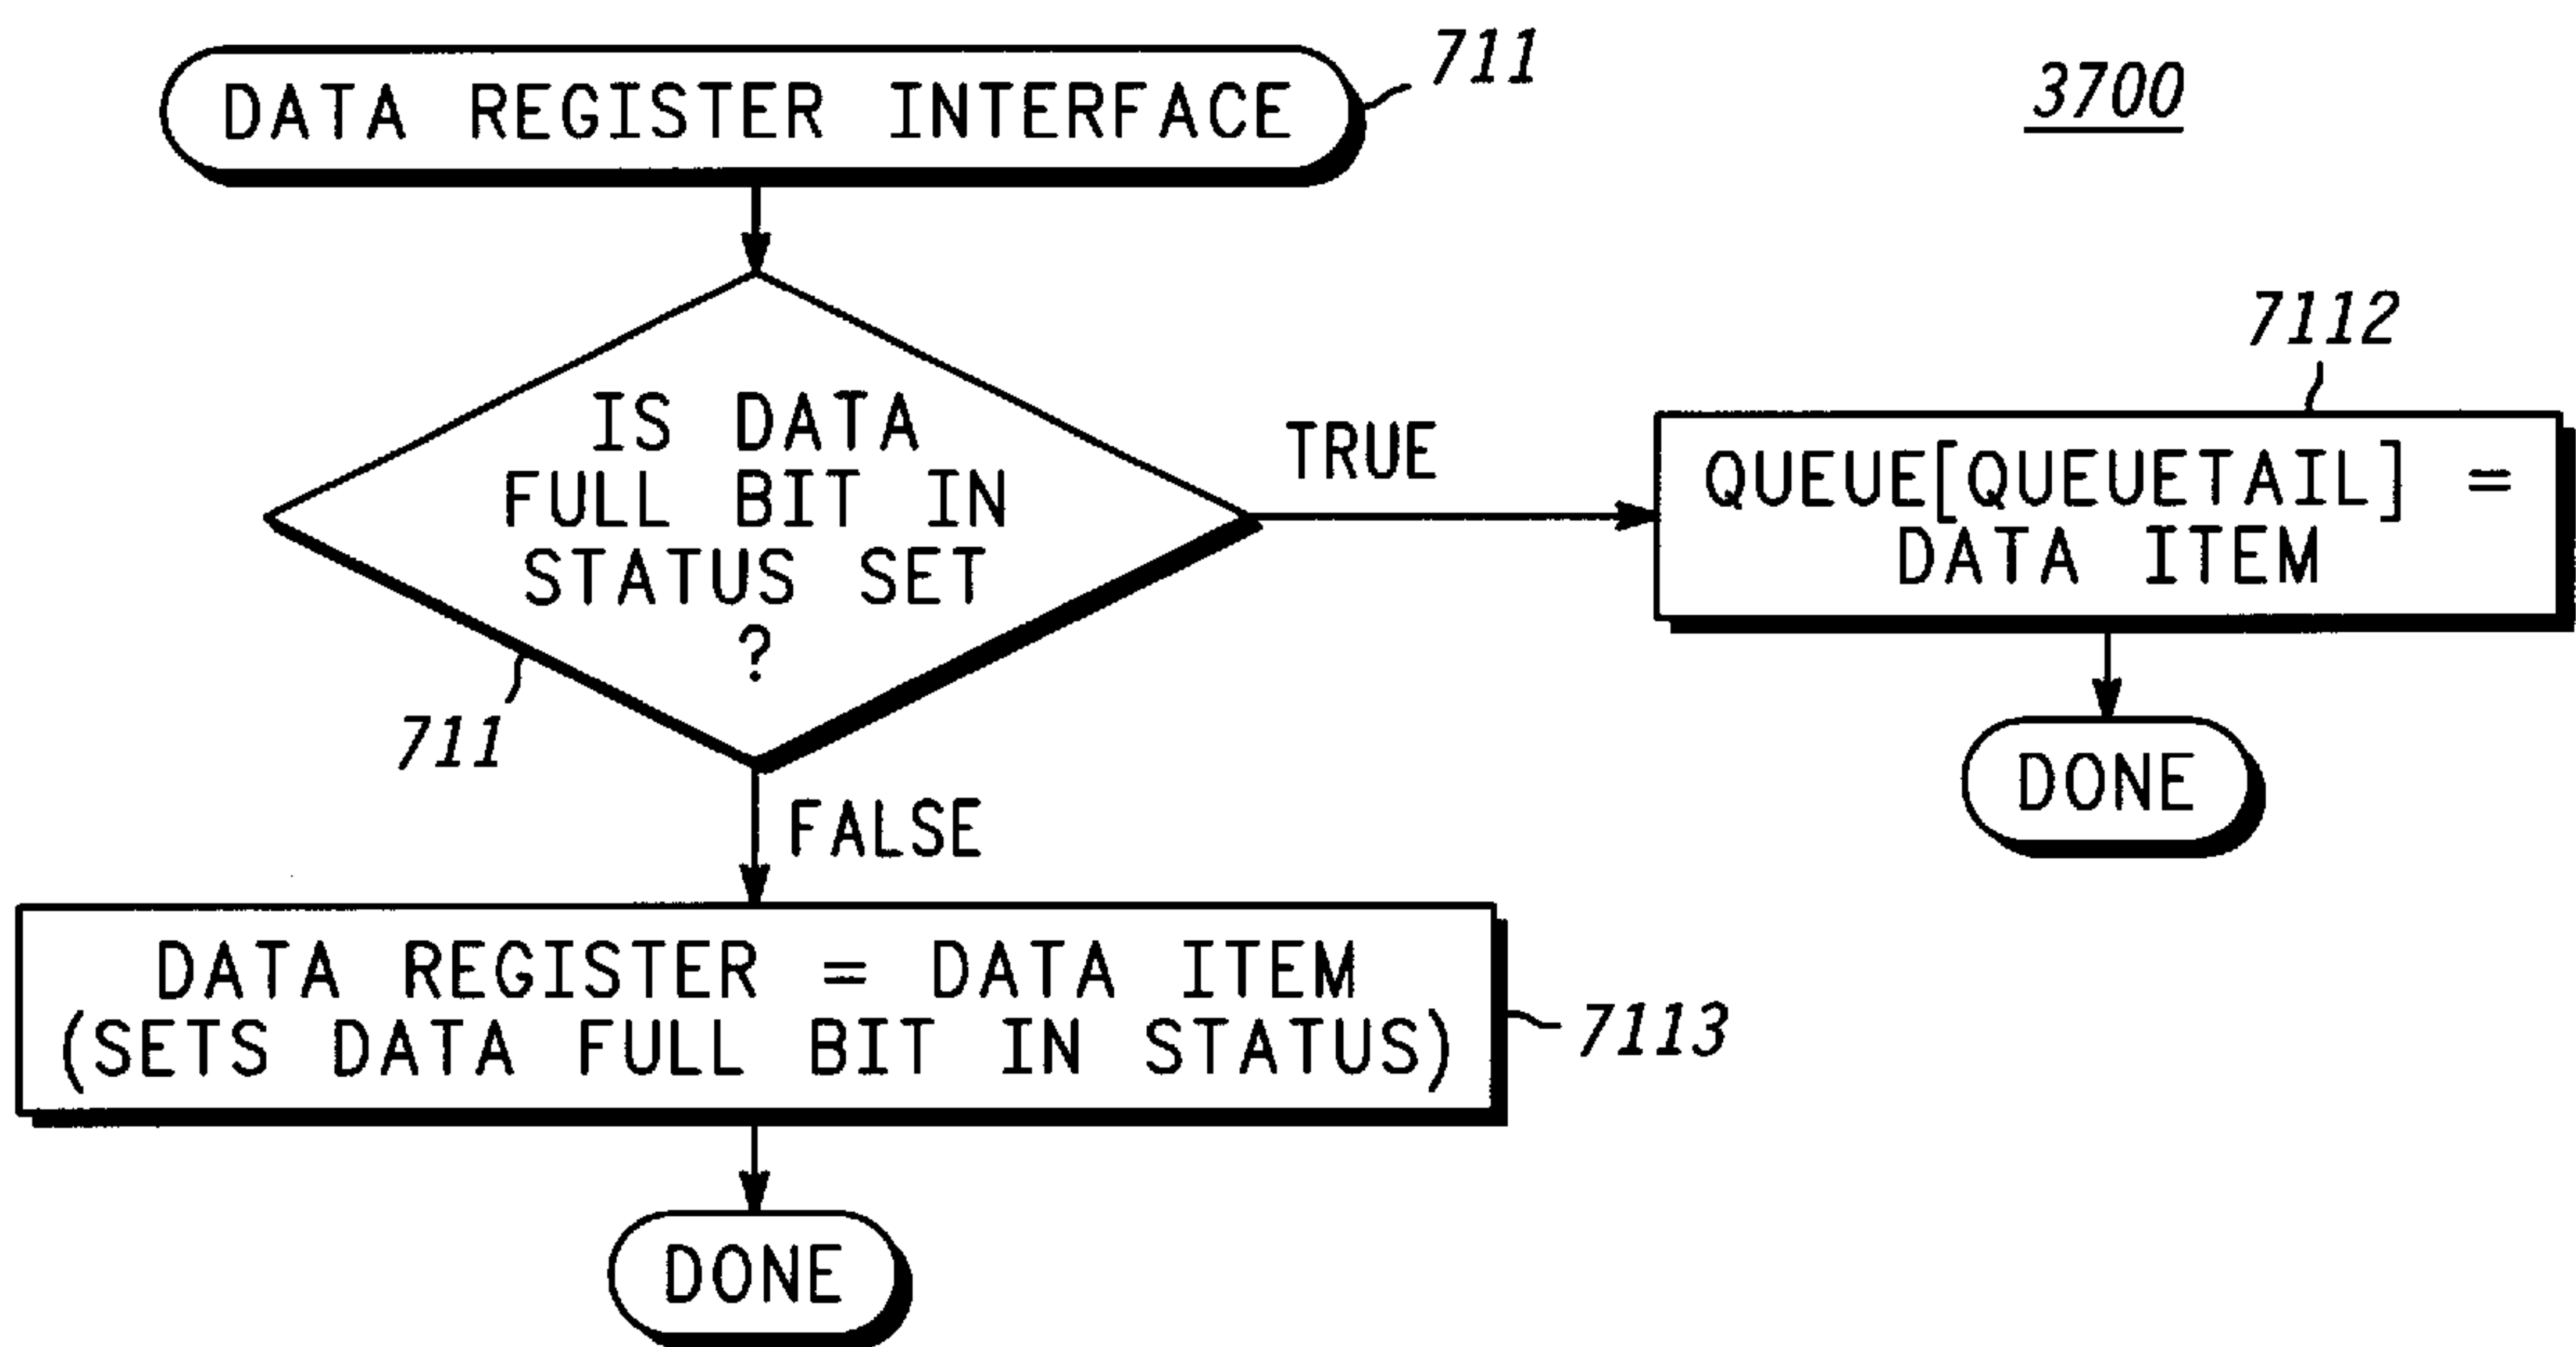 DATA REGISTER INTERFACE
711
3700
IS DATA
FULL BIT IN
STATUS SET
?
711
TRUE
7112
QUEUE[QUEUETAIL] =
DATA ITEM
DONE
FALSE
DATA REGISTER = DATA ITEM
(SETS DATA FULL BIT IN STATUS)
7113
DONE